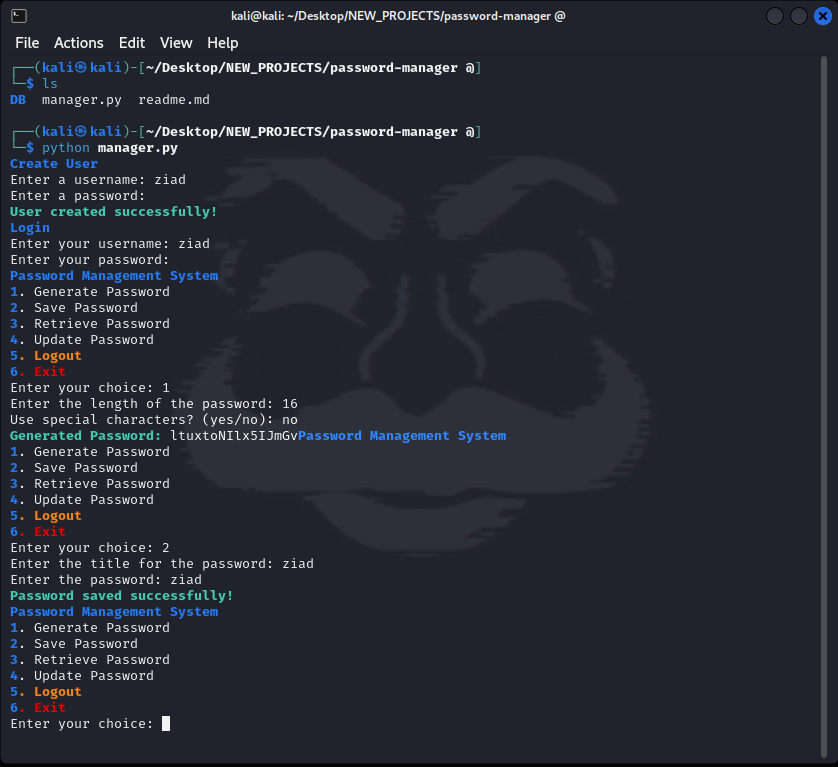 kali@kali: ~/Desktop/NEW_PROJECTS/password-manager @
File Actions Edit View Help
┌──(kali㉿kali)-[~/Desktop/NEW_PROJECTS/password-manager @]
└─$ ls
DB manager.py readme.md
┌──(kali㉿kali)-[~/Desktop/NEW_PROJECTS/password-manager @]
└─$ python manager.py
Create User
Enter a username: ziad
Enter a password:
User created successfully!
Login
Enter your username: ziad
Enter your password:
Password Management System
1. Generate Password
2. Save Password
3. Retrieve Password
4. Update Password
5. Logout
6. Exit
Enter your choice: 1
Enter the length of the password: 16
Use special characters? (yes/no): no
Generated Password: ltuxtoNIlx5IJmGvPassword Management System
1. Generate Password
2. Save Password
3. Retrieve Password
4. Update Password
5. Logout
6. Exit
Enter your choice: 2
Enter the title for the password: ziad
Enter the password: ziad
Password saved successfully!
Password Management System
1. Generate Password
2. Save Password
3. Retrieve Password
4. Update Password
5. Logout
6. Exit
Enter your choice: